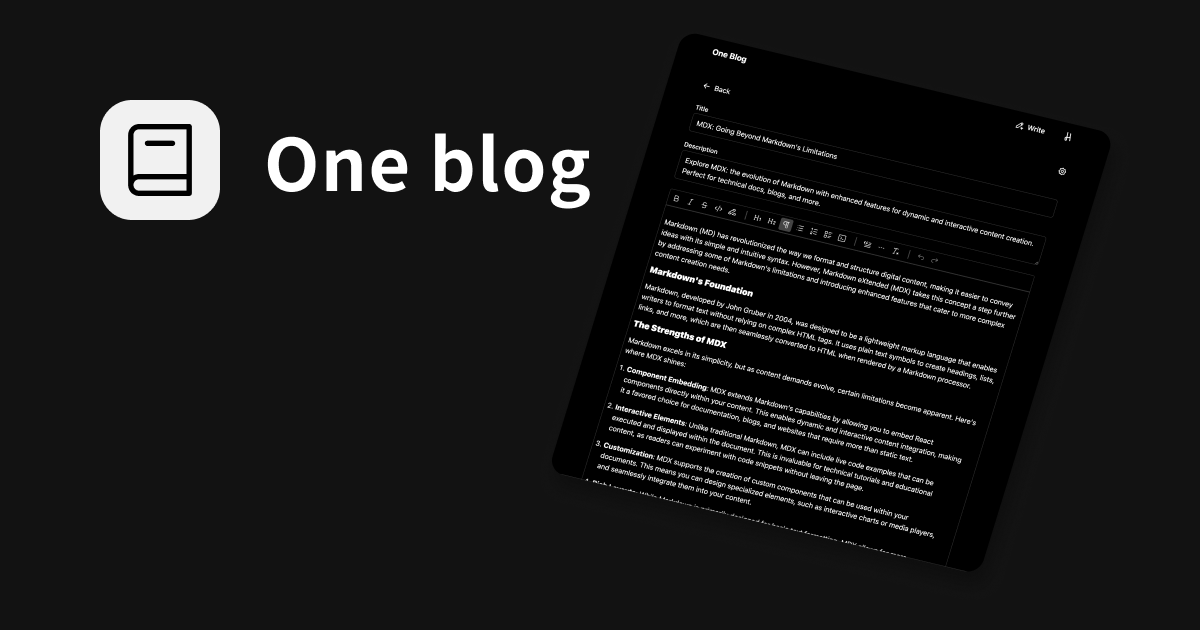 One blog
One Blog
Back
Write
Title
MDX: Going Beyond Markdown's Limitations
Description
Explore MDX: the evolution of Markdown with enhanced features for dynamic and interactive content creation.
Perfect for technical docs, blogs, and more.
B I S H1 H2
Markdown (MD) has revolutionized the way we format and structure digital content, making it easier to convey
ideas with its simple and intuitive syntax. However, Markdown eXtended (MDX) takes this concept a step further
by addressing some of Markdown's limitations and introducing enhanced features that cater to more complex
content creation needs.
Markdown's Foundation
Markdown, developed by John Gruber in 2004, was designed to be a lightweight markup language that enables
writers to format text without relying on complex HTML tags. It uses plain text symbols to create headings, lists,
links, and more, which are then seamlessly converted to HTML when rendered by a Markdown processor.
The Strengths of MDX
Markdown excels in its simplicity, but as content demands evolve, certain limitations become apparent. Here's
where MDX shines:
1. Component Embedding: MDX extends Markdown's capabilities by allowing you to embed React
components directly within your content. This enables dynamic and interactive content integration, making
it a favored choice for documentation, blogs, and websites that require more than static text.
2. Interactive Elements: Unlike traditional Markdown, MDX can include live code examples that can be
executed and displayed within the document. This is invaluable for technical tutorials and educational
content, as readers can experiment with code snippets without leaving the page.
3. Customization: MDX supports the creation of custom components that can be used within your
documents. This means you can design specialized elements, such as interactive charts or media players,
and seamlessly integrate them into your content.